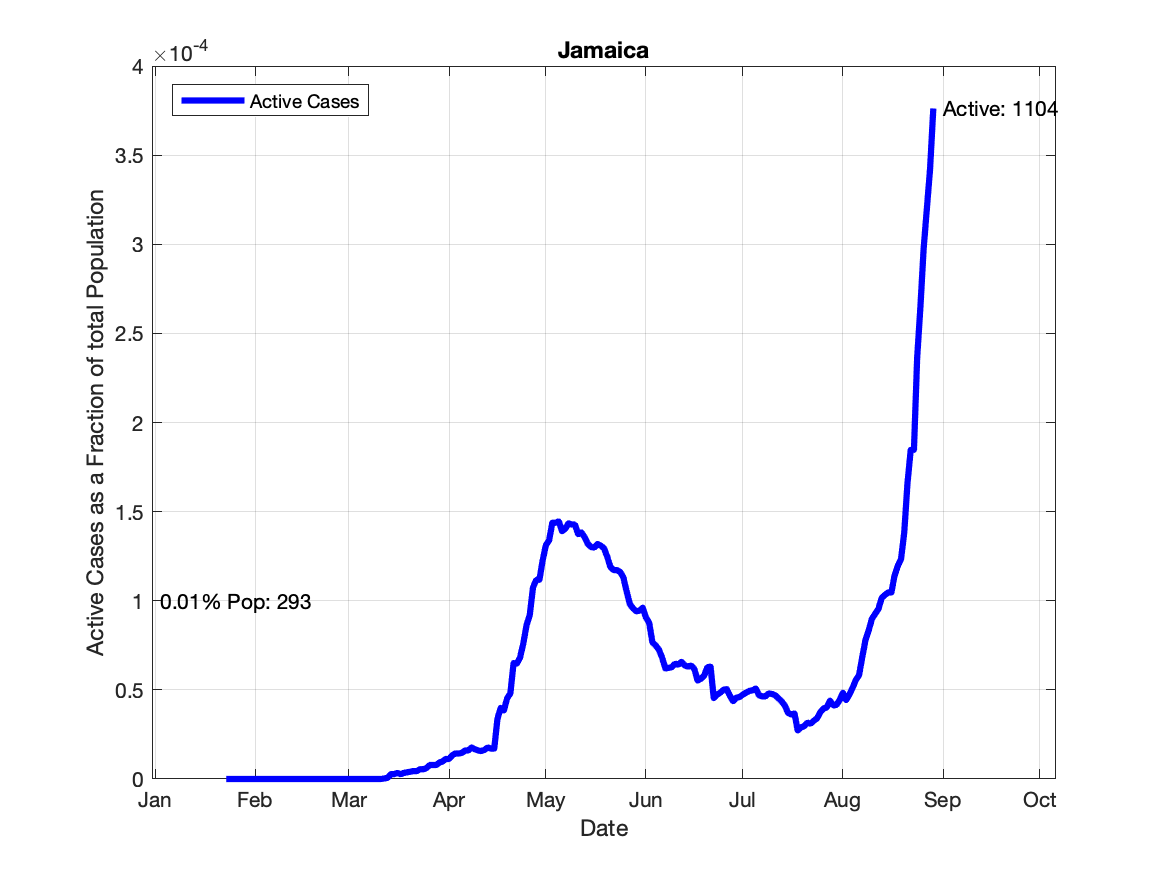 Jamaica
×10-4
4
3.5
3
2.5
2
1.5
1
0.5
0
Active Cases as a Fraction of total Population
Active Cases
Active: 1104
0.01% Pop: 293
Jan Feb Mar Apr May Jun Jul Aug Sep Oct
Date